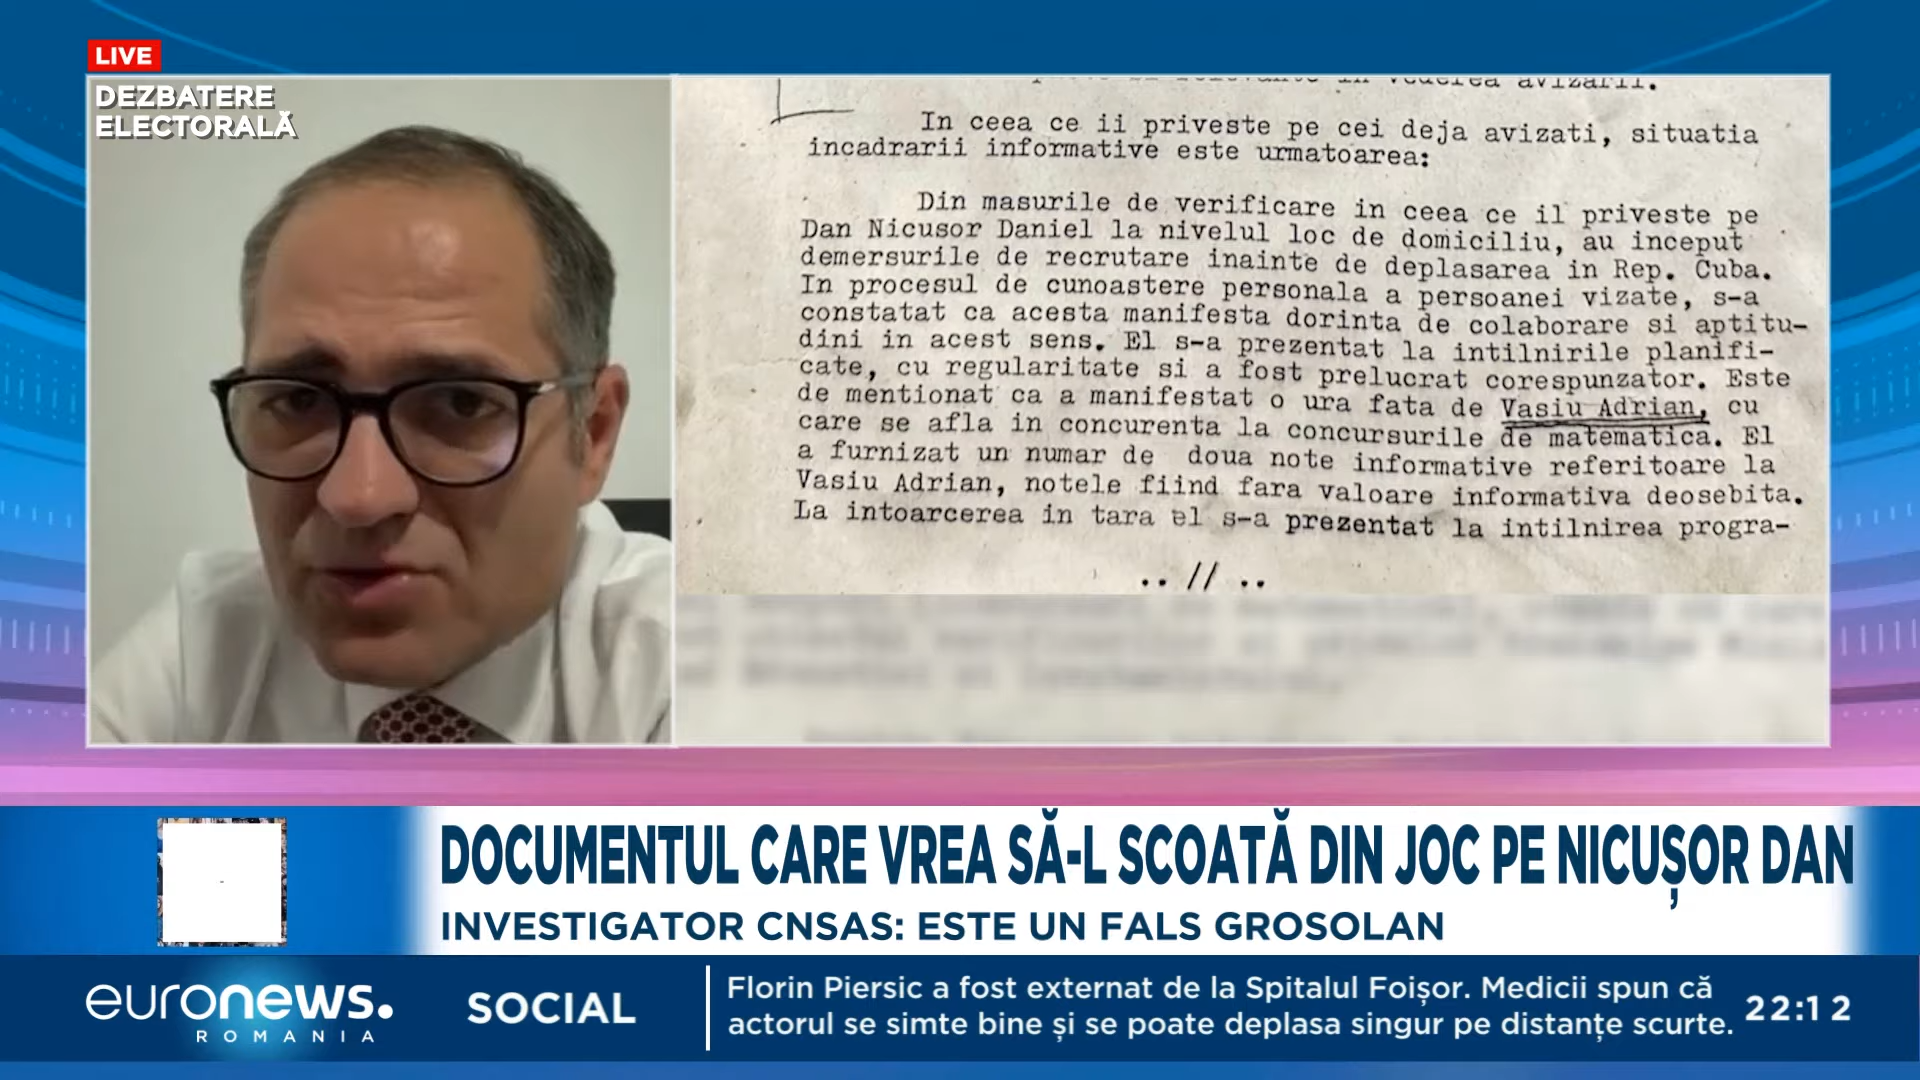 LIVE
DEZBATERE
ELECTORALĂ
in vederea avizarii.
In ceea ce ii priveste pe cei deja avizati, situatia
incadrarii informative este urmatoarea:
Din masurile de verificare in ceea ce il priveste pe
Dan Nicusor Daniel la nivelul loc de domiciliu, au inceput
demersurile de recrutare inainte de deplasarea in Rep. Cuba.
In procesul de cunoastere personala a persoanei vizate, s-a
constatat ca acesta manifesta dorinta de colaborare si aptitu-
dini in acest sens. El s-a prezentat la intilnirile planifi-
cate, cu regularitate si a fost prelucrat corespunzator. Este
de mentionat ca a manifestat o ura fata de Vasiu Adrian, cu
care se afla in concurenta la concursurile de matematica. El
a furnizat un numar de doua note informative referitoare la
Vasiu Adrian, notele fiind fara valoare informativa deosebita.
La intoarcerea in tara el s-a prezentat la intilnirea progra-
.. // ..
DOCUMENTUL CARE VREA SĂ-L SCOATĂ DIN JOC PE NICUȘOR DAN
INVESTIGATOR CNSAS: ESTE UN FALS GROSOLAN
euronews.
ROMANIA
SOCIAL
Florin Piersic a fost externat de la Spitalul Foișor. Medicii spun că
actorul se simte bine și se poate deplasa singur pe distanțe scurte.
22:12